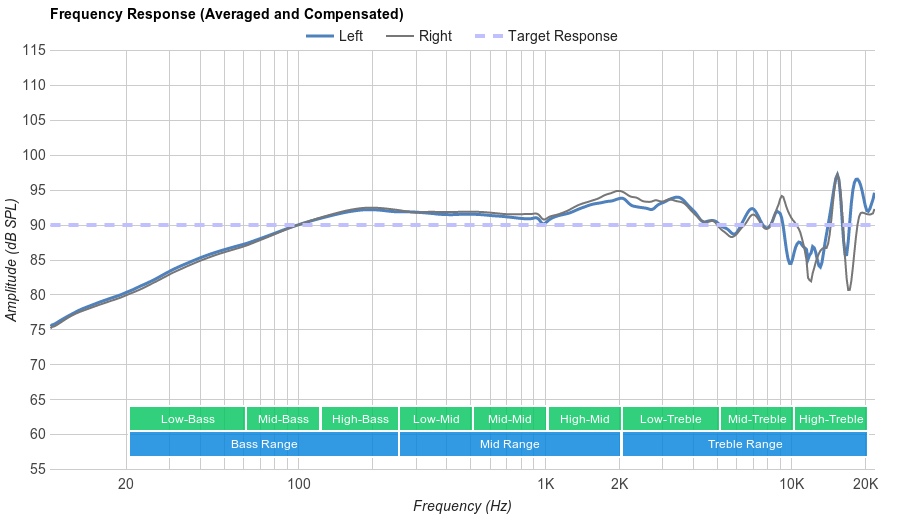 Frequency Response (Averaged and Compensated)
Left Right Target Response
115
110
105
100
95
90
85
80
75
70
65
60
55
Amplitude (dB SPL)
Low-Bass Mid-Bass High-Bass Low-Mid Mid-Mid High-Mid Low-Treble Mid-Treble High-Treble
Bass Range Mid Range Treble Range
20 100 1K 2K 10K 20K
Frequency (Hz)